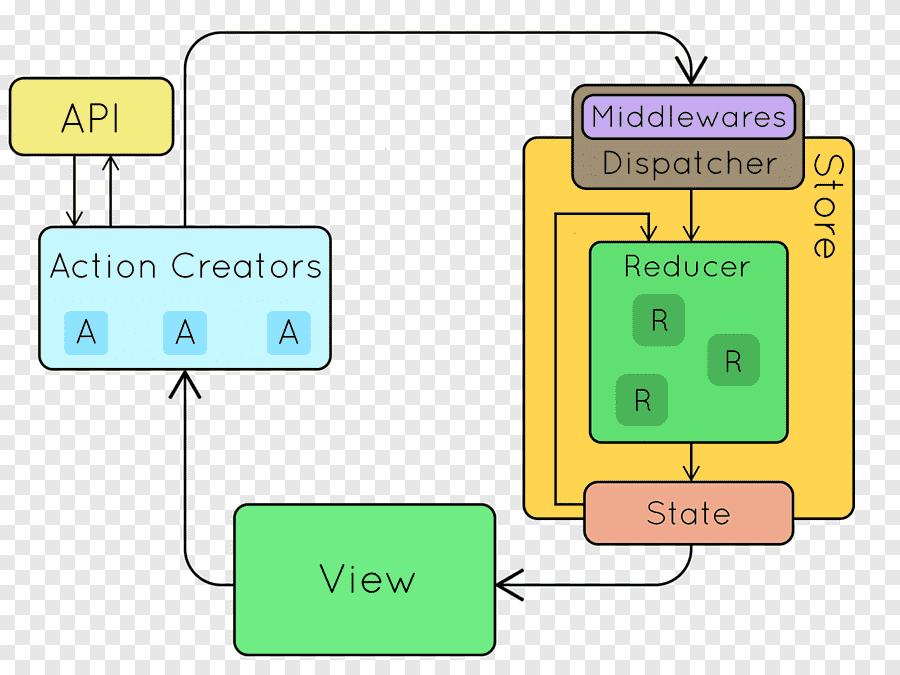 API
Middlewares
Dispatcher
Store
Action Creators
A
A
A
Reducer
R
R
R
State
View